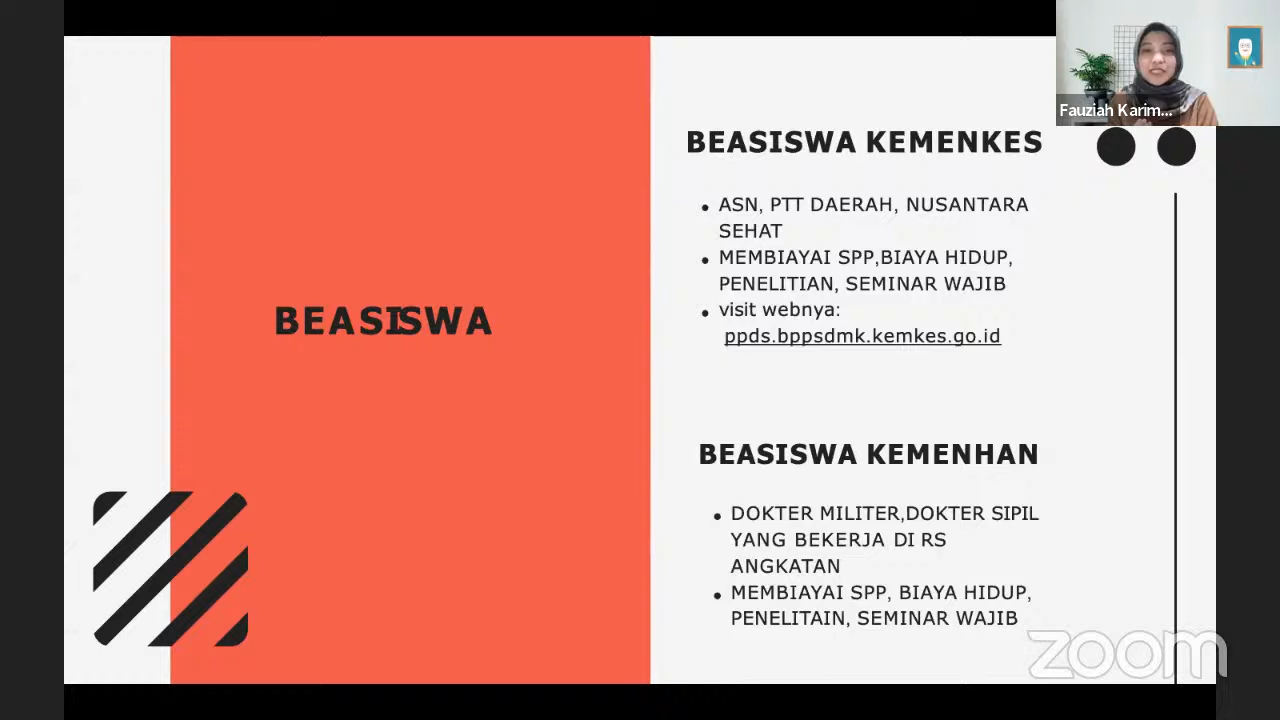 Fauziah Karim...
BEASISWA
BEASISWA KEMENKES
• ASN, PTT DAERAH, NUSANTARA
SEHAT
• MEMBIAYAI SPP,BIAYA HIDUP,
PENELITIAN, SEMINAR WAJIB
• visit webnya:
ppds.bppsdmk.kemkes.go.id
BEASISWA KEMENHAN
• DOKTER MILITER,DOKTER SIPIL
YANG BEKERJA DI RS
ANGKATAN
• MEMBIAYAI SPP, BIAYA HIDUP,
PENELITAIN, SEMINAR WAJIB
zoom